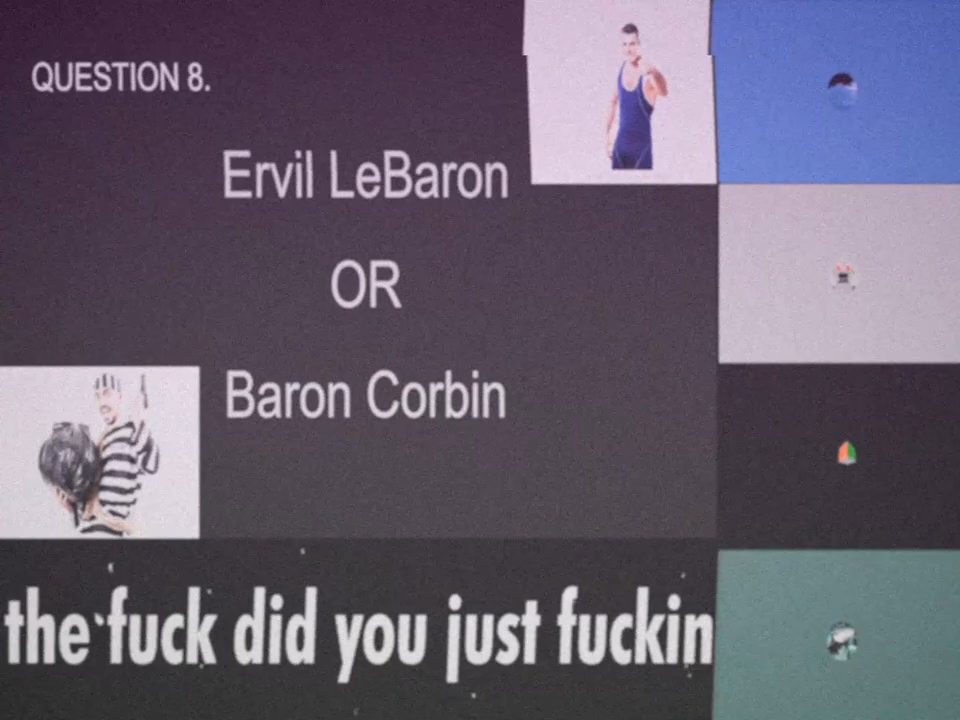 QUESTION 8.
Ervil LeBaron
OR
Baron Corbin
the fuck did you just fuckin